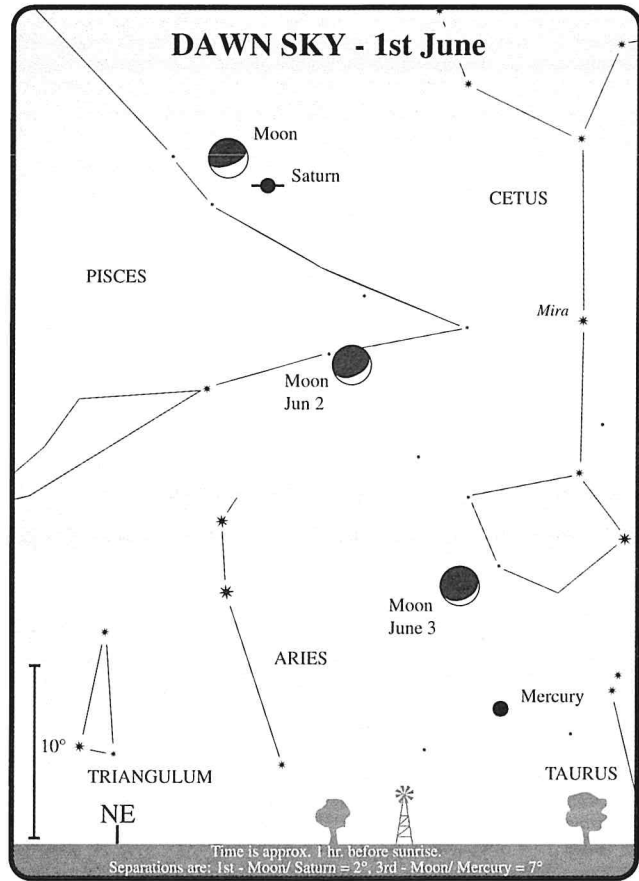 DAWN SKY - 1st June
Moon
Saturn
CETUS
PISCES
Mira
Moon
Jun 2
Moon
June 3
ARIES
Mercury
10°
TRIANGULUM
TAURUS
NE
Time is approx. 1 hr. before sunrise.
Separations are: 1st - Moon/ Saturn = 2°, 3rd - Moon/ Mercury = 7°